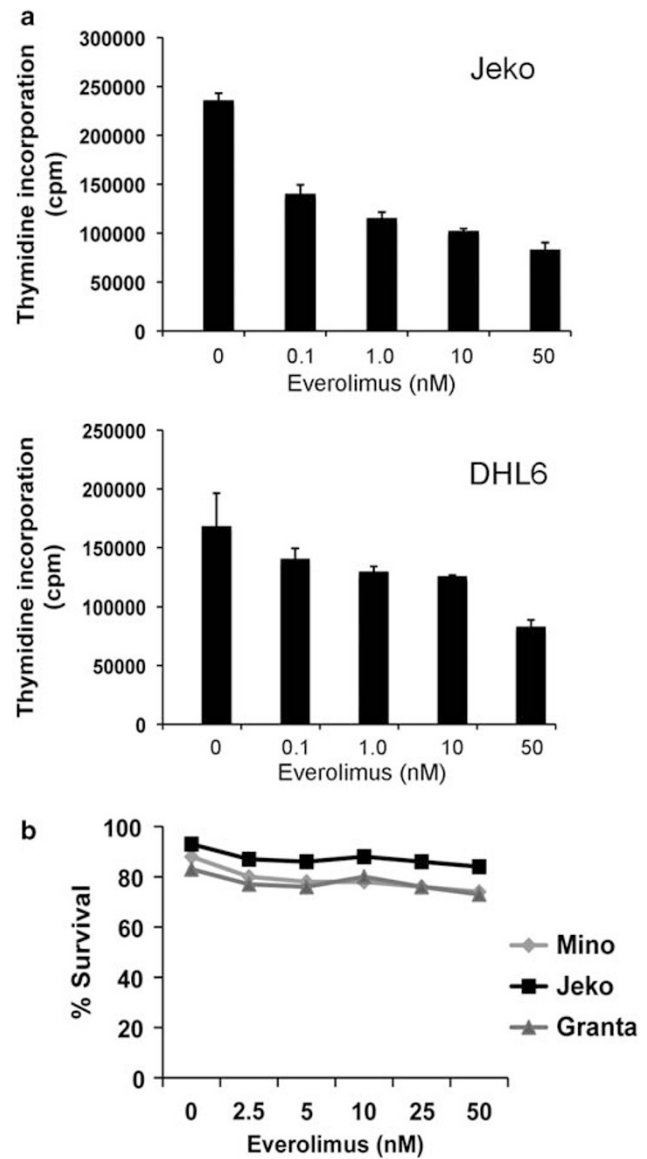 a
Jeko
Thymidine incorporation
(cpm)
300000
250000
200000
150000
100000
50000
0
0 0.1 1.0 10 50
Everolimus (nM)
DHL6
Thymidine incorporation
(cpm)
250000
200000
150000
100000
50000
0
0 0.1 1.0 10 50
Everolimus (nM)
b
% Survival
100
80
60
40
20
0
0 2.5 5 10 25 50
Everolimus (nM)
Mino
Jeko
Granta